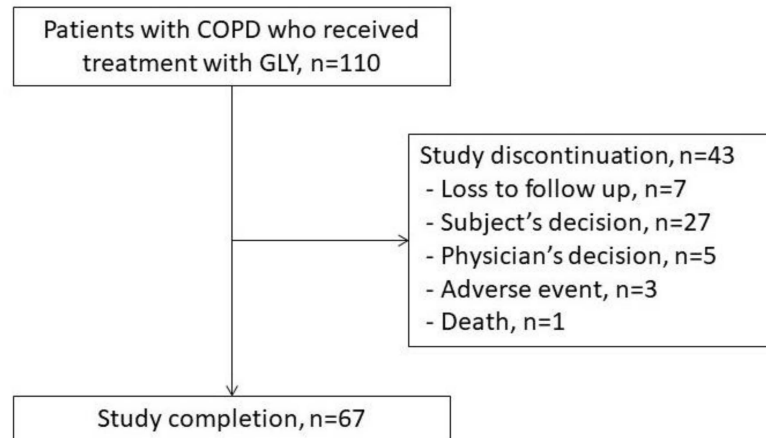 Patients with COPD who received
treatment with GLY, n=110
Study discontinuation, n=43
- Loss to follow up, n=7
- Subject’s decision, n=27
- Physician’s decision, n=5
- Adverse event, n=3
- Death, n=1
Study completion, n=67